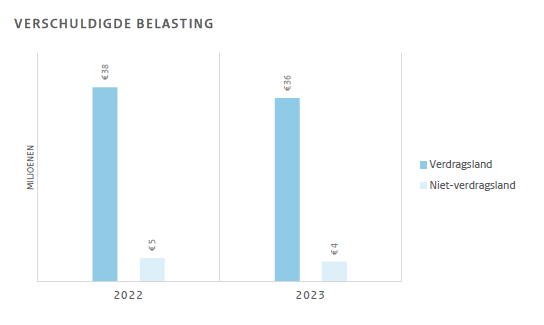 VERSCHULDIGDE BELASTING
MILJOENEN
€38
€5
€36
€4
2022
2023
Verdragsland
Niet-verdragsland